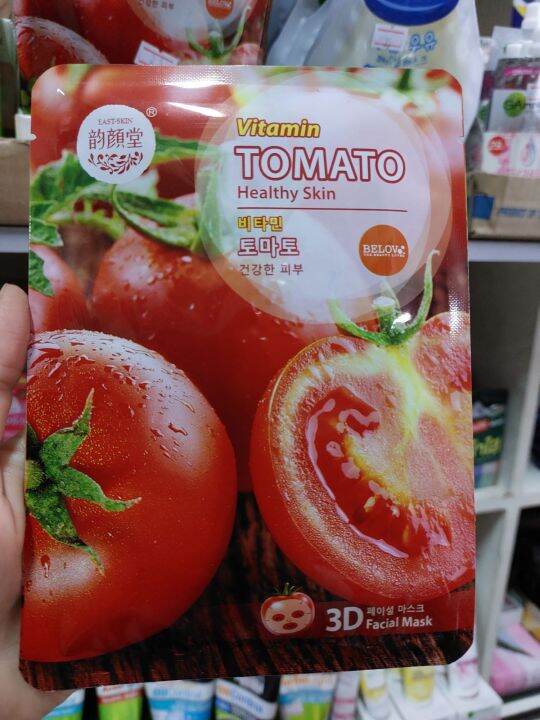 EAST-SKIN
®
韵颜堂
Vitamin
TOMATO
Healthy Skin
비타민
토마토
건강한 피부
BELOV
3D 페이셜 마스크
Facial Mask